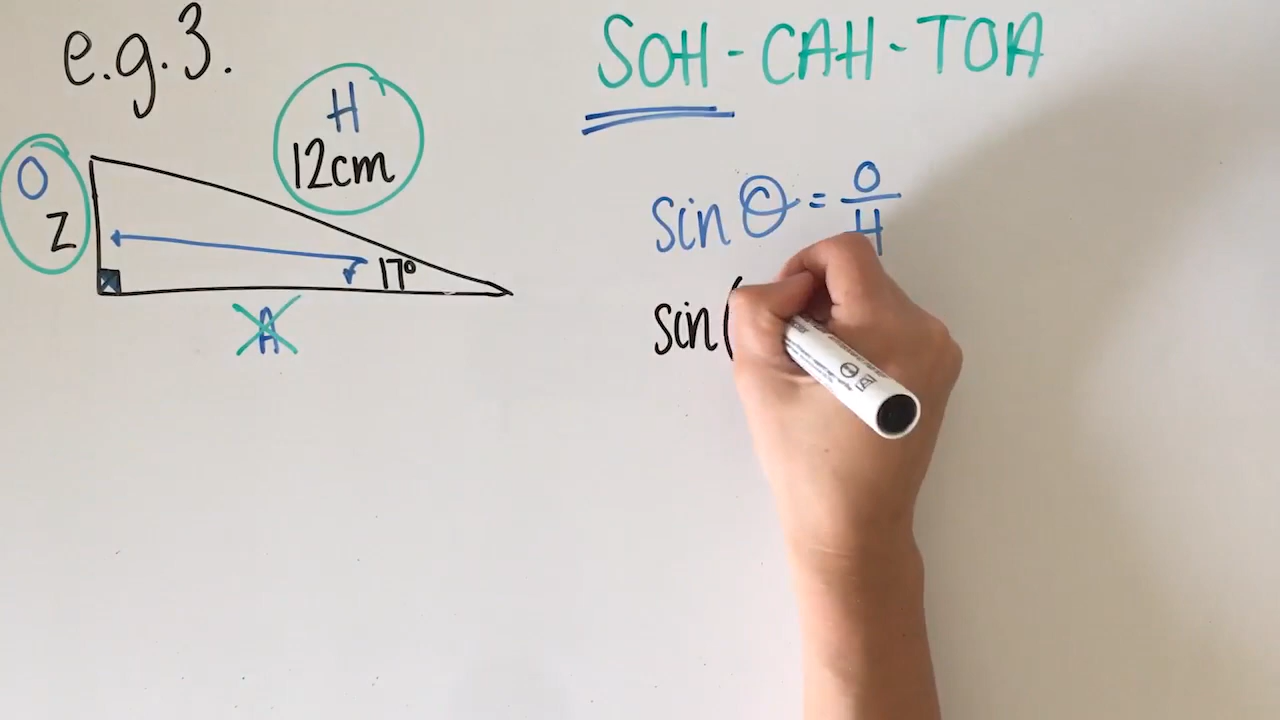 e.g.3.
SOH - CAH - TOA
H
12cm
O
Z
17°
A
sin θ = O/H
sin(